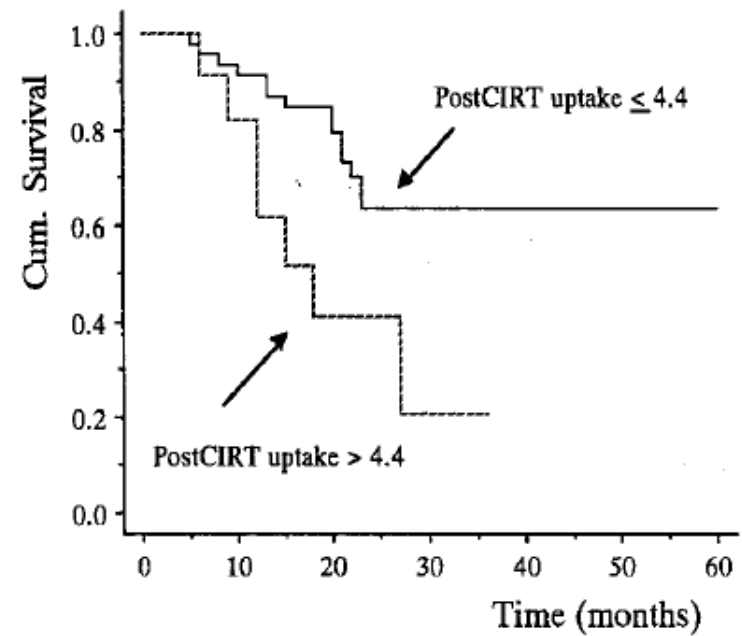 Cum. Survival
1.0
0.8
0.6
0.4
0.2
0.0
PostCIRT uptake ≤ 4.4
PostCIRT uptake > 4.4
0 10 20 30 40 50 60
Time (months)